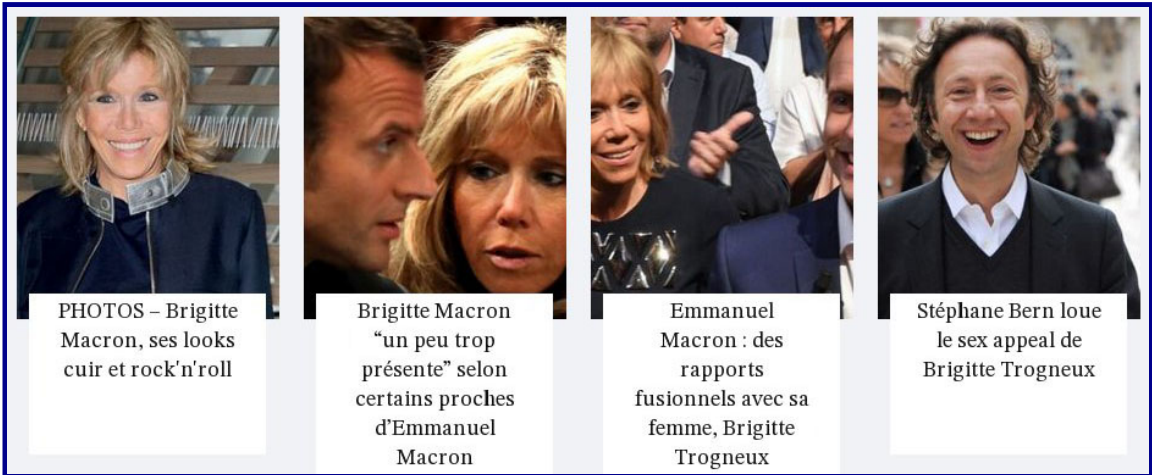 PHOTOS – Brigitte
Macron, ses looks
cuir et rock'n'roll
Brigitte Macron
“un peu trop
présente” selon
certains proches
d’Emmanuel
Macron
Emmanuel
Macron : des
rapports
fusionnels avec sa
femme, Brigitte
Trogneux
Stéphane Bern loue
le sex appeal de
Brigitte Trogneux